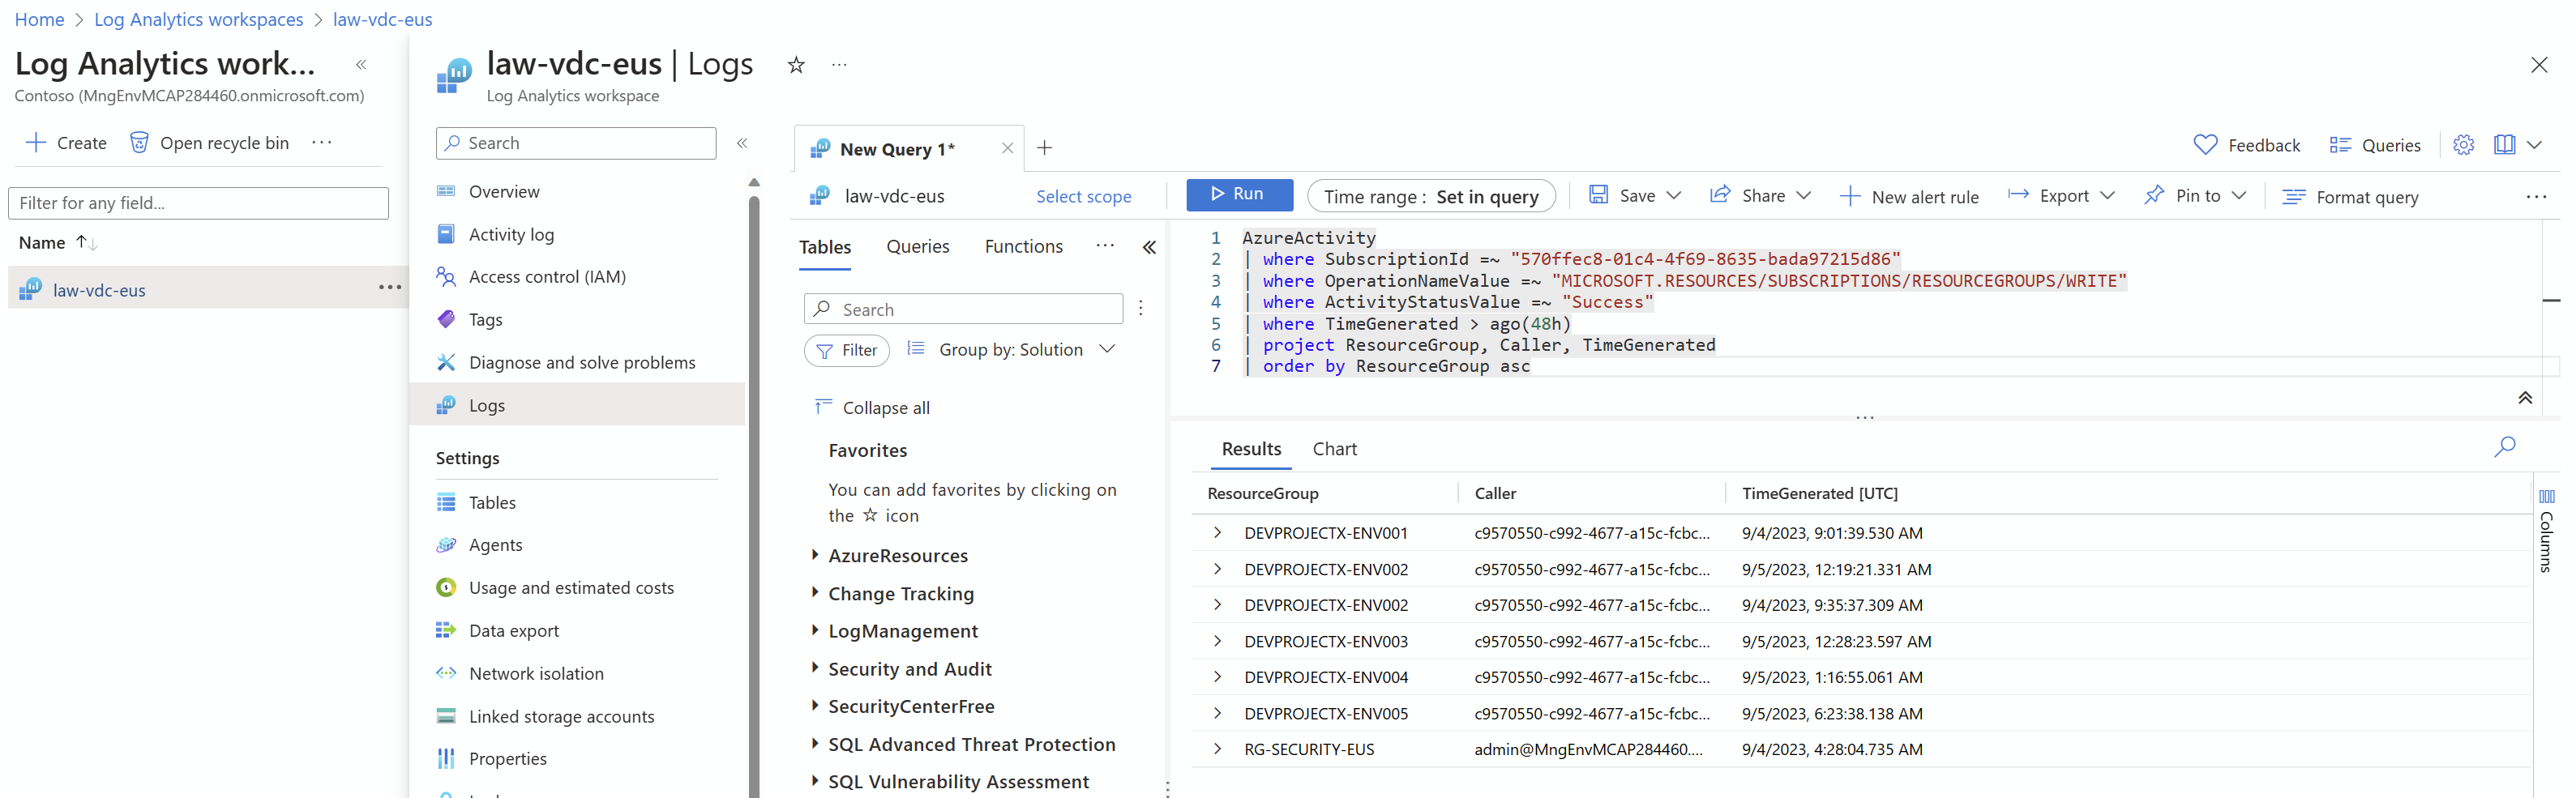 Home > Log Analytics workspaces > law-vdc-eus
Log Analytics work...
Contoso (MngEnvMCAP284460.onmicrosoft.com)
Create
Open recycle bin
Filter for any field...
Name
law-vdc-eus
law-vdc-eus | Logs
Log Analytics workspace
Search
Overview
Activity log
Access control (IAM)
Tags
Diagnose and solve problems
Logs
Settings
Tables
Agents
Usage and estimated costs
Data export
Network isolation
Linked storage accounts
Properties
New Query 1*
Feedback
Queries
law-vdc-eus
Select scope
Run
Time range : Set in query
Save
Share
New alert rule
Export
Pin to
Format query
Tables
Queries
Functions
Search
Filter
Group by: Solution
Collapse all
Favorites
You can add favorites by clicking on
the ☆ icon
AzureResources
Change Tracking
LogManagement
Security and Audit
SecurityCenterFree
SQL Advanced Threat Protection
SQL Vulnerability Assessment
1 AzureActivity
2 | where SubscriptionId =~ "570ffec8-01c4-4f69-8635-bada97215d86"
3 | where OperationNameValue =~ "MICROSOFT.RESOURCES/SUBSCRIPTIONS/RESOURCEGROUPS/WRITE"
4 | where ActivityStatusValue =~ "Success"
5 | where TimeGenerated > ago(48h)
6 | project ResourceGroup, Caller, TimeGenerated
7 | order by ResourceGroup asc
Results
Chart
ResourceGroup Caller TimeGenerated [UTC]
DEVPROJECTX-ENV001 c9570550-c992-4677-a15c-fcbc... 9/4/2023, 9:01:39.530 AM
DEVPROJECTX-ENV002 c9570550-c992-4677-a15c-fcbc... 9/5/2023, 12:19:21.331 AM
DEVPROJECTX-ENV002 c9570550-c992-4677-a15c-fcbc... 9/4/2023, 9:35:37.309 AM
DEVPROJECTX-ENV003 c9570550-c992-4677-a15c-fcbc... 9/5/2023, 12:28:23.597 AM
DEVPROJECTX-ENV004 c9570550-c992-4677-a15c-fcbc... 9/5/2023, 1:16:55.061 AM
DEVPROJECTX-ENV005 c9570550-c992-4677-a15c-fcbc... 9/5/2023, 6:23:38.138 AM
RG-SECURITY-EUS admin@MngEnvMCAP284460.... 9/4/2023, 4:28:04.735 AM
Columns